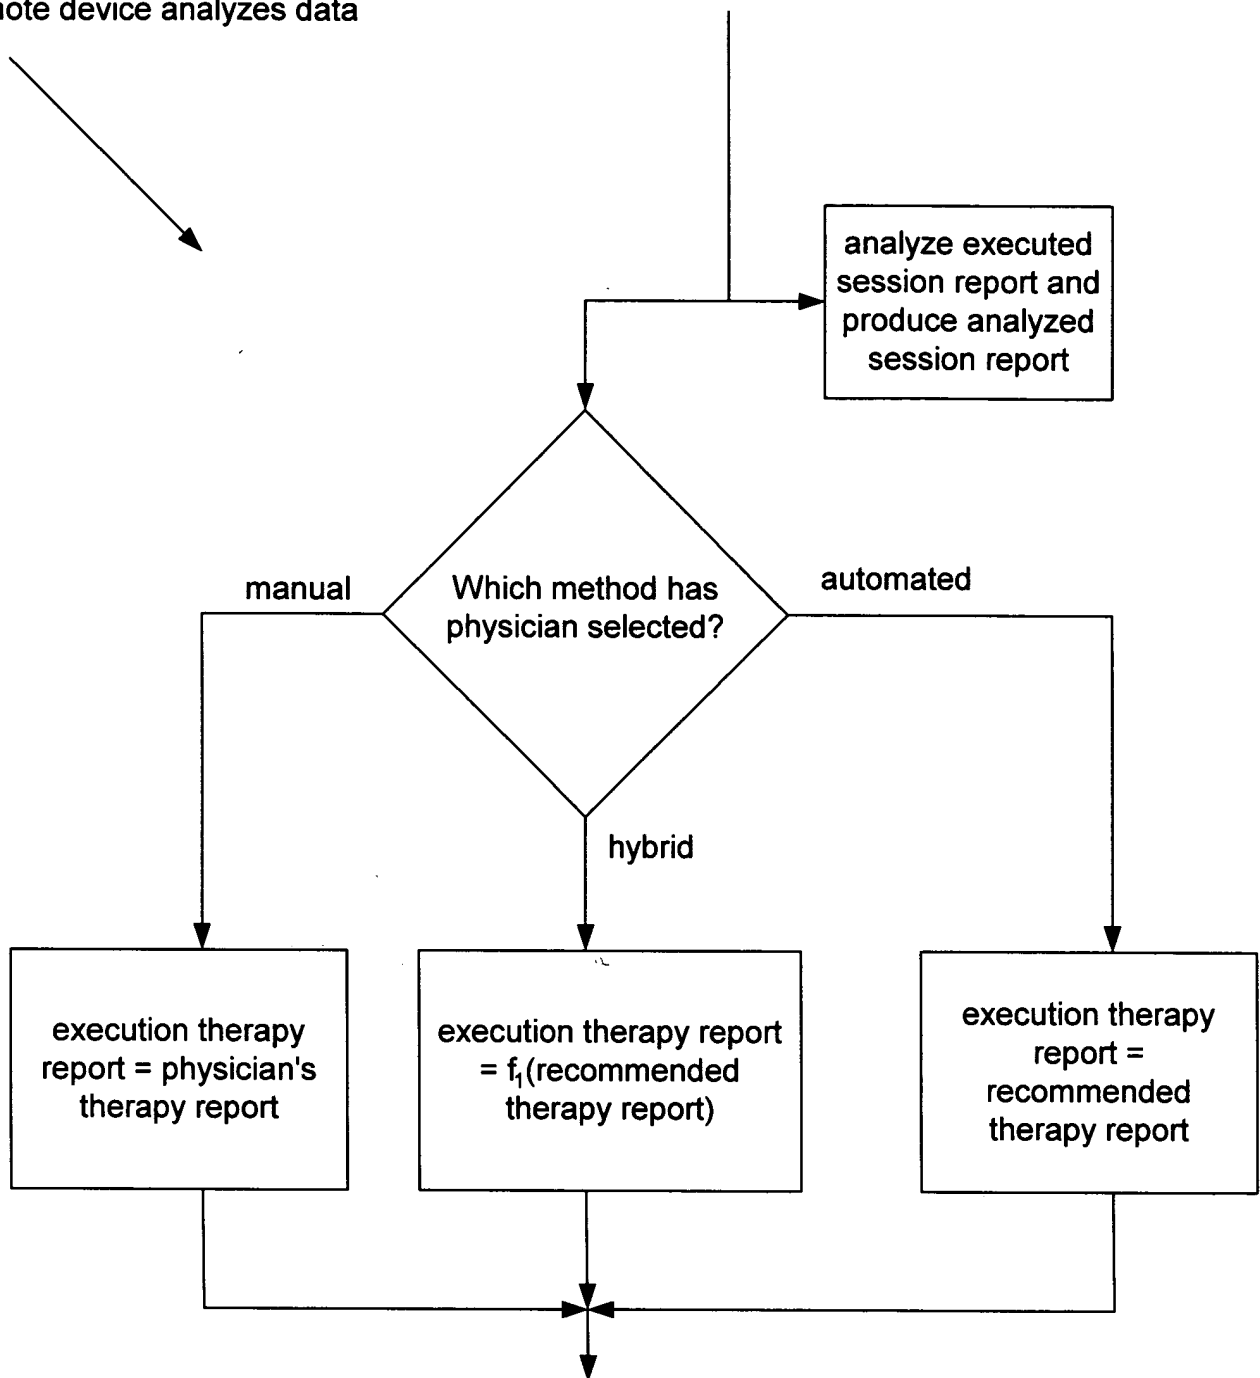 device analyzes data
analyze executed
session report and
produce analyzed
session report
manual
Which method has
physician selected?
automated
hybrid
execution therapy
report = physician's
therapy report
execution therapy report
= f₁(recommended
therapy report)
execution therapy
report =
recommended
therapy report